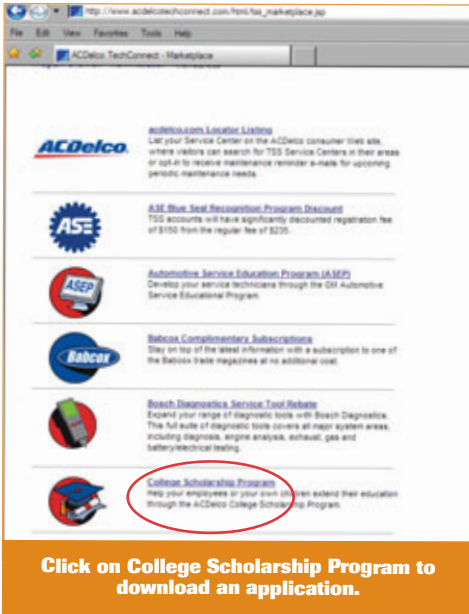 http://www.acdelcotechconnect.com/html/tss_marketplace.jsp
File Edit View Favorites Tools Help
ACDelco TechConnect - Marketplace
ACDelco
acdelco.com Locator Listing
List your Service Center on the ACDelco consumer Web site,
where visitors can search for TSS Service Centers in their areas
or opt-in to receive maintenance reminder e-mails for upcoming
periodic maintenance needs.
ASE
ASE Blue Seal Recognition Program Discount
TSS accounts will have significantly discounted registration fee
of $150 from the regular fee of $235.
ASEP
Automotive Service Education Program (ASEP)
Develop your service technicians through the GM Automotive
Service Educational Program.
Babcox
Babcox Complimentary Subscriptions
Stay on top of the latest information with a subscription to one of
the Babcox trade magazines at no additional cost.
Bosch Diagnostics Service Tool Rebate
Expand your range of diagnostic tools with Bosch Diagnostics.
This full suite of diagnostic tools covers all major system areas,
including diagnosis, engine analysis, exhaust, gas and
battery/electrical testing.
College Scholarship Program
Help your employees or your own children extend their education
through the ACDelco College Scholarship Program.
Click on College Scholarship Program to
download an application.